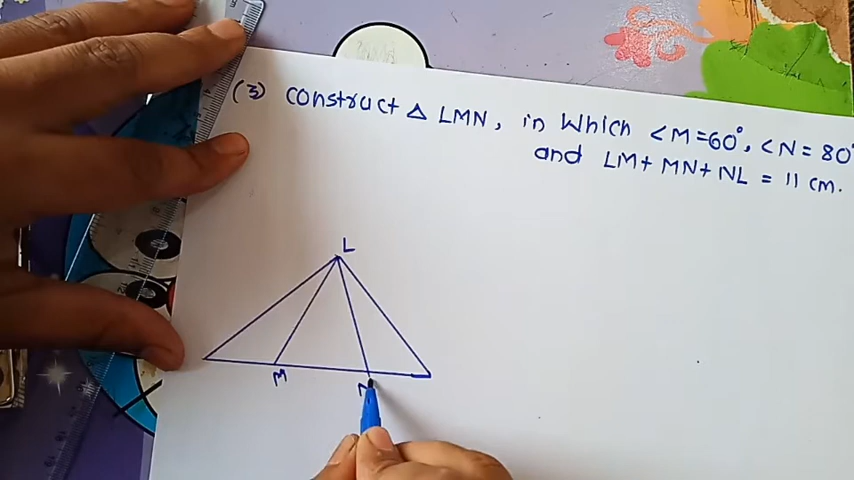 (3) Construct △ LMN, in Which <M=60°, <N=80°
and LM+ MN+ NL = 11 cm.
L
M